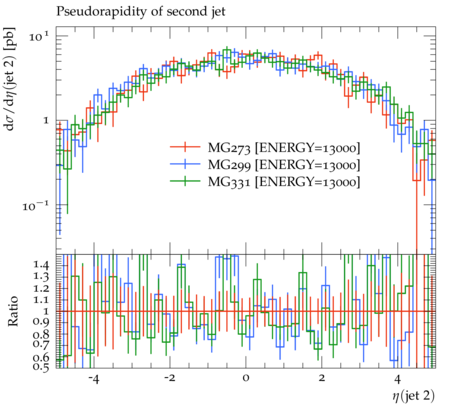 Pseudorapidity of second jet
dσ/dη(jet 2) [pb]
10¹
1
10⁻¹
MG273 [ENERGY=13000]
MG299 [ENERGY=13000]
MG331 [ENERGY=13000]
Ratio
1.4
1.3
1.2
1.1
1
0.9
0.8
0.7
0.6
0.5
-4 -2 0 2 4
η(jet 2)